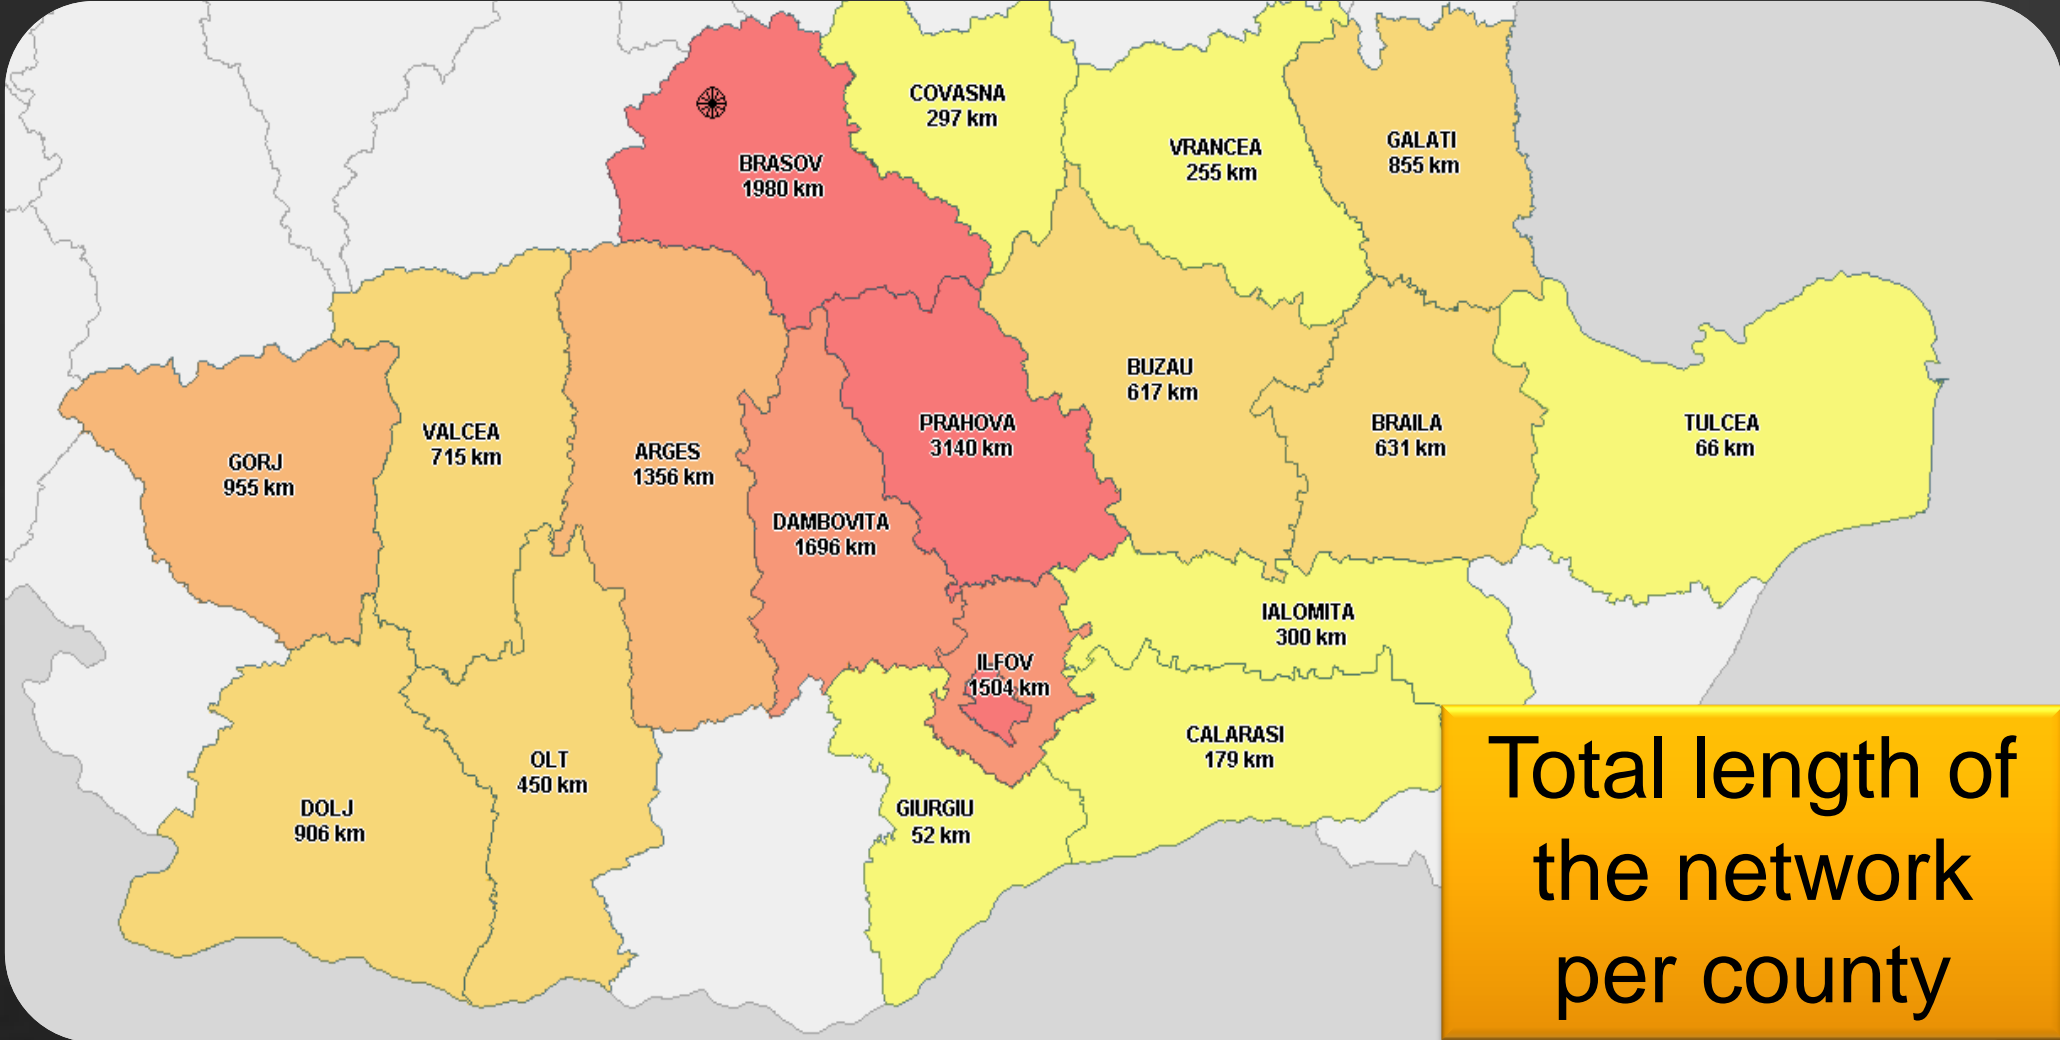 COVASNA
297 km
VRANCEA
255 km
GALATI
855 km
BRASOV
1980 km
BUZAU
617 km
PRAHOVA
3140 km
BRAILA
631 km
TULCEA
66 km
VALCEA
715 km
ARGES
1356 km
GORJ
955 km
DAMBOVITA
1696 km
IALOMITA
300 km
ILFOV
1504 km
CALARASI
179 km
OLT
450 km
DOLJ
906 km
GIURGIU
52 km
Total length of
the network
per county